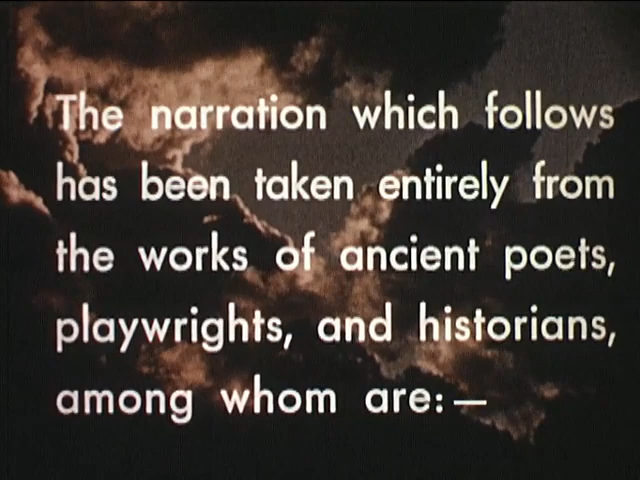 The narration which follows
has been taken entirely from
the works of ancient poets,
playwrights, and historians,
among whom are:—